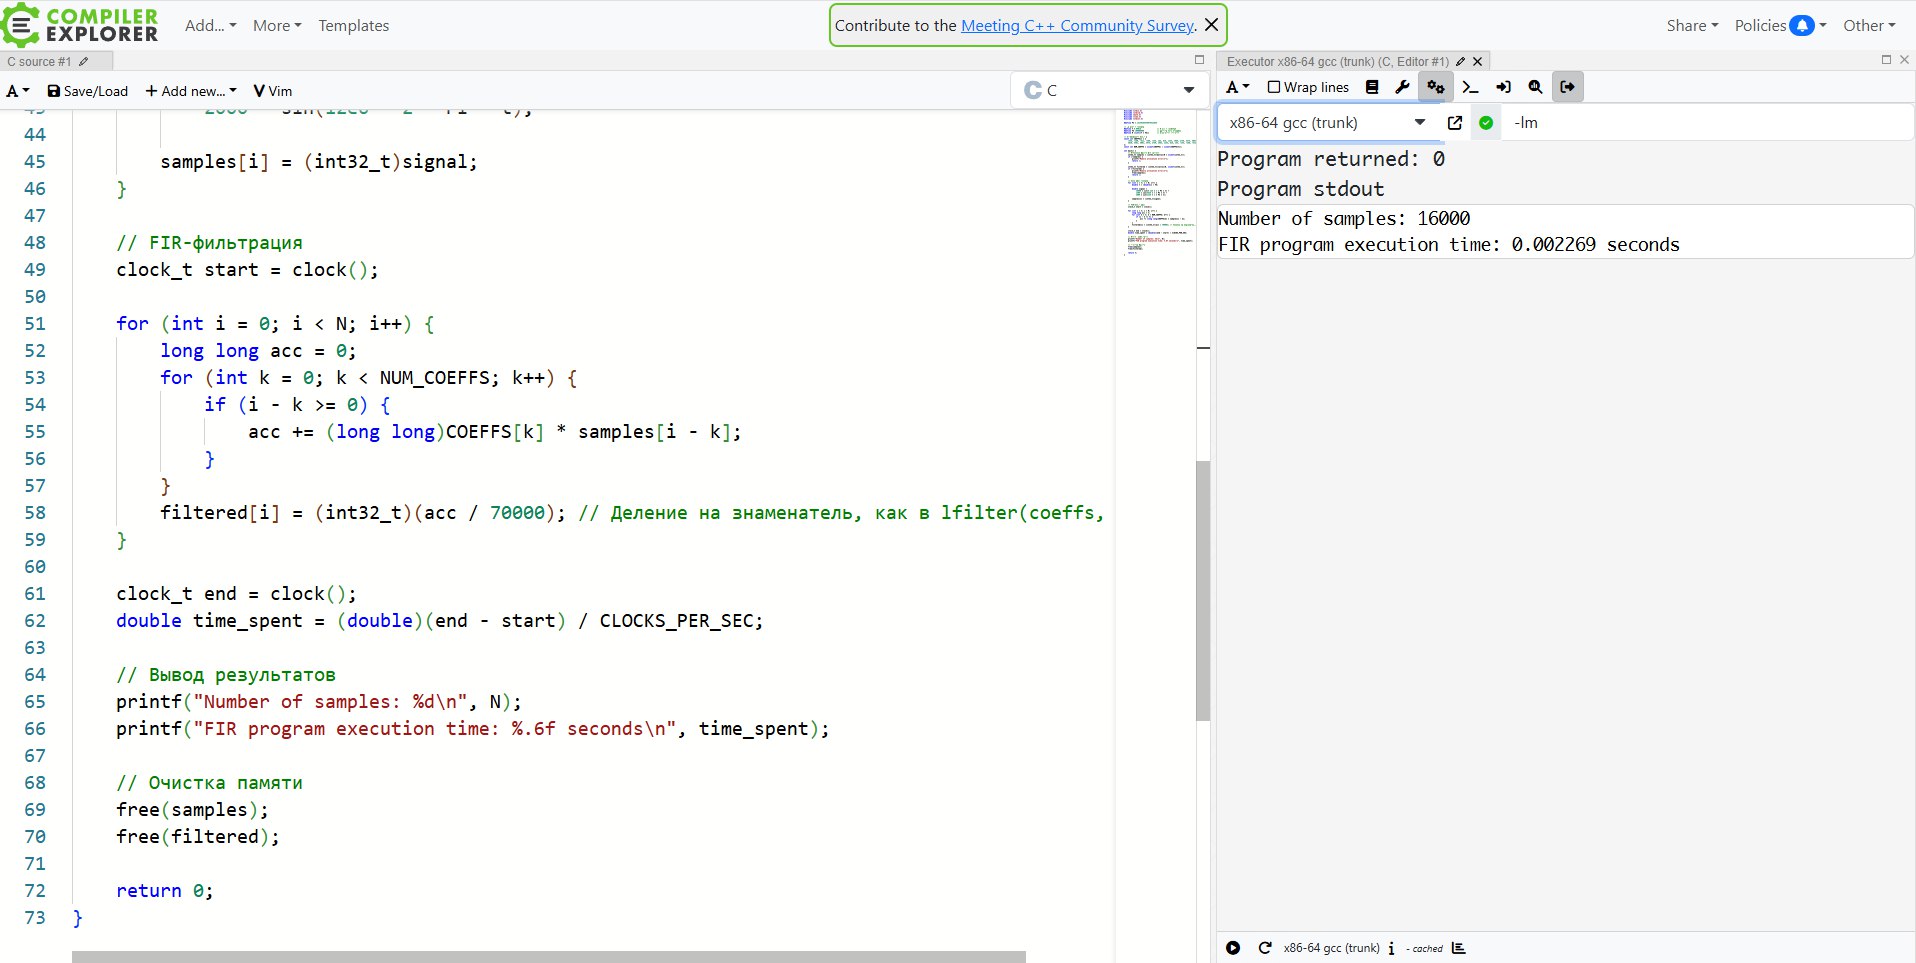 COMPILER
EXPLORER
Add...
More
Templates
Contribute to the Meeting C++ Community Survey.
Share
Policies
Other
C source #1
A
Save/Load
+ Add new...
Vim
C
44
45 samples[i] = (int32_t)signal;
46 }
47
48 // FIR-фильтрация
49 clock_t start = clock();
50
51 for (int i = 0; i < N; i++) {
52 long long acc = 0;
53 for (int k = 0; k < NUM_COEFFS; k++) {
54 if (i - k >= 0) {
55 acc += (long long)COEFFS[k] * samples[i - k];
56 }
57 }
58 filtered[i] = (int32_t)(acc / 70000); // Деление на знаменатель, как в lfilter(coeffs,
59 }
60
61 clock_t end = clock();
62 double time_spent = (double)(end - start) / CLOCKS_PER_SEC;
63
64 // Вывод результатов
65 printf("Number of samples: %d\n", N);
66 printf("FIR program execution time: %.6f seconds\n", time_spent);
67
68 // Очистка памяти
69 free(samples);
70 free(filtered);
71
72 return 0;
73 }
Executor x86-64 gcc (trunk) (C, Editor #1)
A
Wrap lines
x86-64 gcc (trunk)
-lm
Program returned: 0
Program stdout
Number of samples: 16000
FIR program execution time: 0.002269 seconds
x86-64 gcc (trunk) i - cached